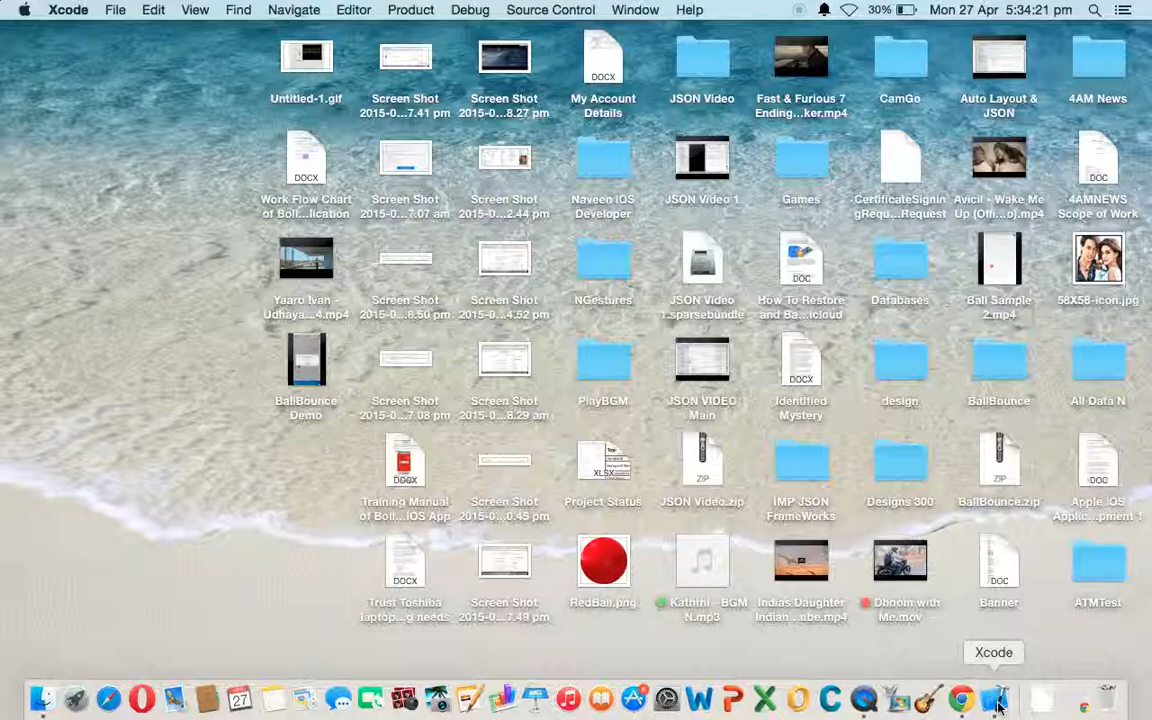 Xcode File Edit View Find Navigate Editor Product Debug Source Control Window Help 30% Mon 27 Apr 5:34:21 pm
Untitled-1.gif
Screen Shot
2015-0...7.41 pm
Screen Shot
2015-0...8.27 pm
DOCX
My Account
Details
JSON Video
Fast & Furious 7
Ending...ker.mp4
CamGo
Auto Layout &
JSON
4AM News
DOCX
Work Flow Chart
of Boll...lication
Screen Shot
2015-0...7.07 am
Screen Shot
2015-0...2.44 pm
Naveen iOS
Developer
JSON Video 1
Games
CertificateSignin
gRequ...Request
Avicii - Wake Me
Up (Offi...o).mp4
DOC
4AMNEWS
Scope of Work
Yaaro Ivan -
Udhaya...4.mp4
Screen Shot
2015-0...8.50 pm
Screen Shot
2015-0...4.52 pm
NGestures
JSON Video
1.sparsebundle
DOC
How To Restore
and Ba...icloud
Databases
Ball Sample
2.mp4
58X58-icon.jpg
BallBounce
Demo
Screen Shot
2015-0...7.08 pm
Screen Shot
2015-0...8.29 am
PlayBGM
JSON VIDEO
Main
DOCX
Identified
Mystery
design
BallBounce
All Data N
DOCX
Training Manual
of Boll...IOS App
Screen Shot
2015-0...0.45 pm
XLSX
Project Status
ZIP
JSON Video.zip
IMP JSON
FrameWorks
Designs 300
ZIP
BallBounce.zip
Apple iOS
Applic...pment 1
DOCX
Trust Toshiba
laptop...g needs
Screen Shot
2015-0...7.49 pm
RedBall.png
Kaththi - BGM
N.mp3
Indias Daughter
Indian ...ube.mp4
Dhoom with
Me.mov
DOC
Banner
ATMTest
Xcode